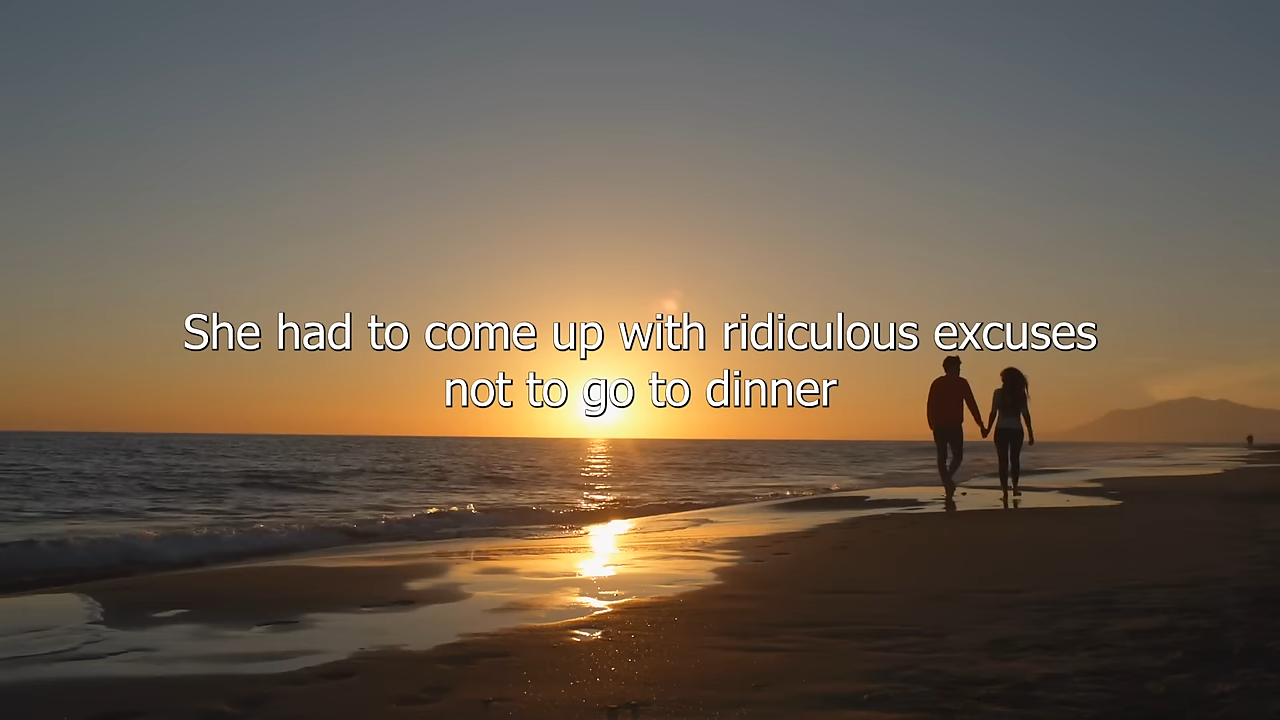 She had to come up with ridiculous excuses
not to go to dinner